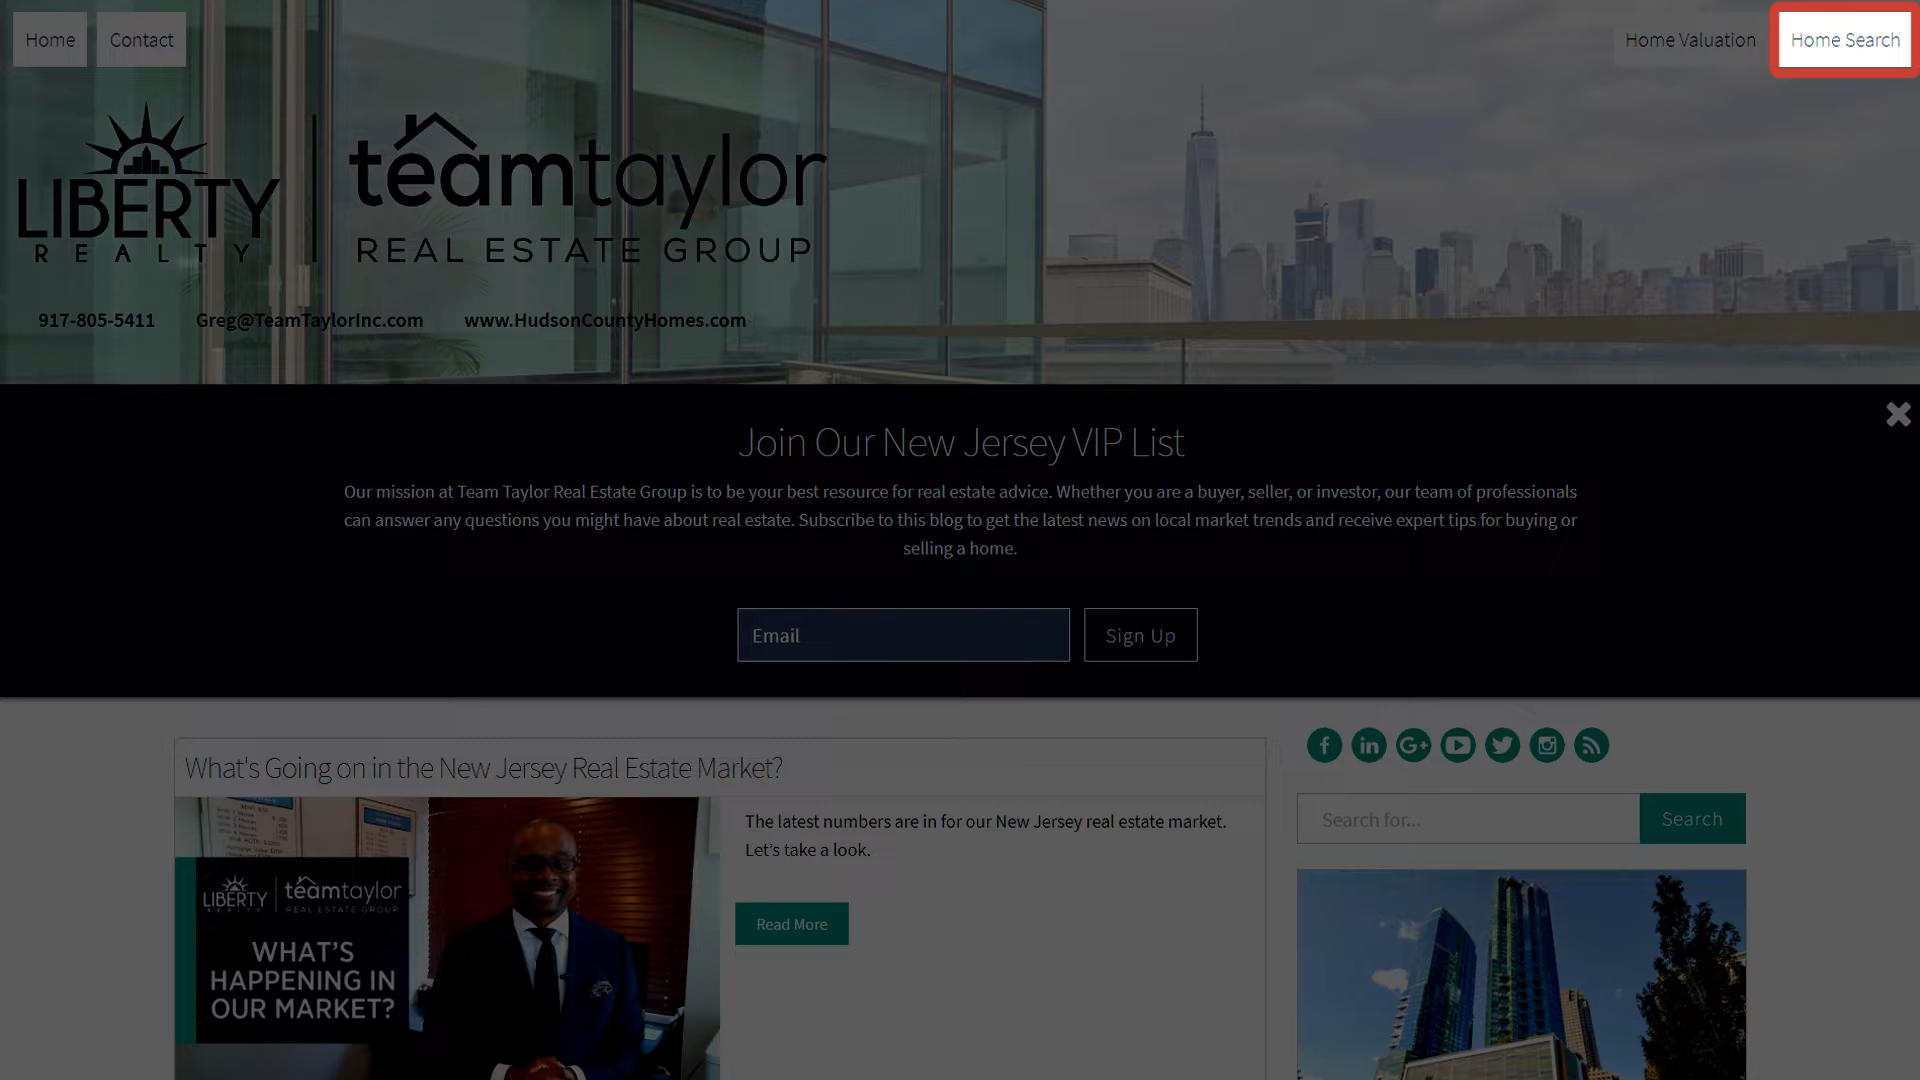 Home
Contact
Home Valuation
Home Search
LIBERTY
REALTY
teamtaylor
REAL ESTATE GROUP
917-805-5411
Greg@TeamTaylorInc.com
www.HudsonCountyHomes.com
Join Our New Jersey VIP List
Our mission at Team Taylor Real Estate Group is to be your best resource for real estate advice. Whether you are a buyer, seller, or investor, our team of professionals
can answer any questions you might have about real estate. Subscribe to this blog to get the latest news on local market trends and receive expert tips for buying or
selling a home.
Email
Sign Up
What's Going on in the New Jersey Real Estate Market?
The latest numbers are in for our New Jersey real estate market.
Let's take a look.
Read More
LIBERTY
REALTY
teamtaylor
REAL ESTATE GROUP
WHAT'S
HAPPENING IN
OUR MARKET?
Search for...
Search